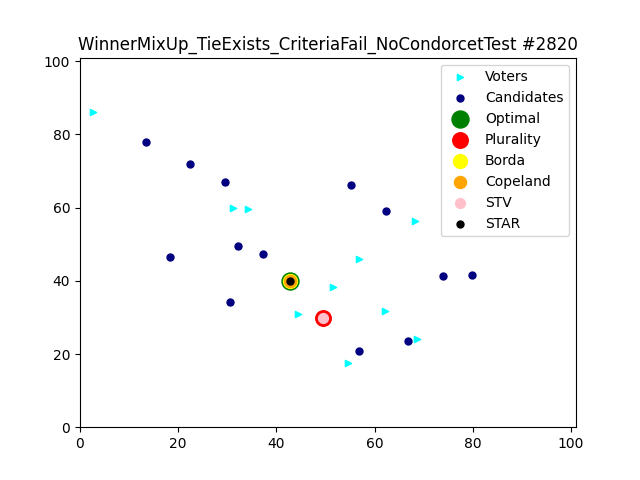 WinnerMixUp_TieExists_CriteriaFail_NoCondorcetTest #2820
100
80
60
40
20
0
0 20 40 60 80 100
Voters
Candidates
Optimal
Plurality
Borda
Copeland
STV
STAR